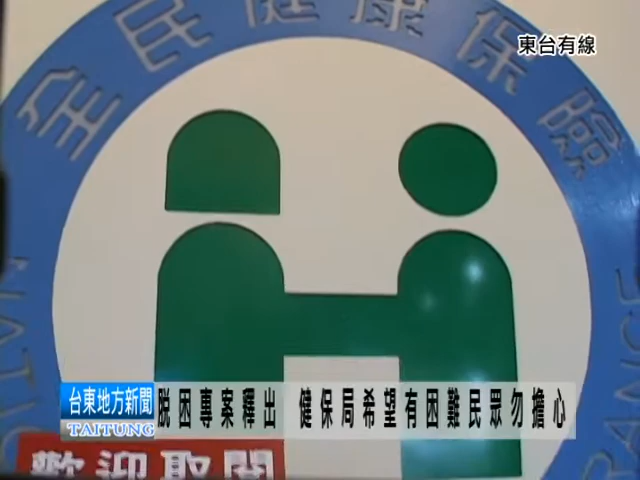 全民健康保險
東台有線
台東地方新聞
TAITUNG
脫困專案釋出 健保局希望有困難民眾勿擔心
歡迎取閱